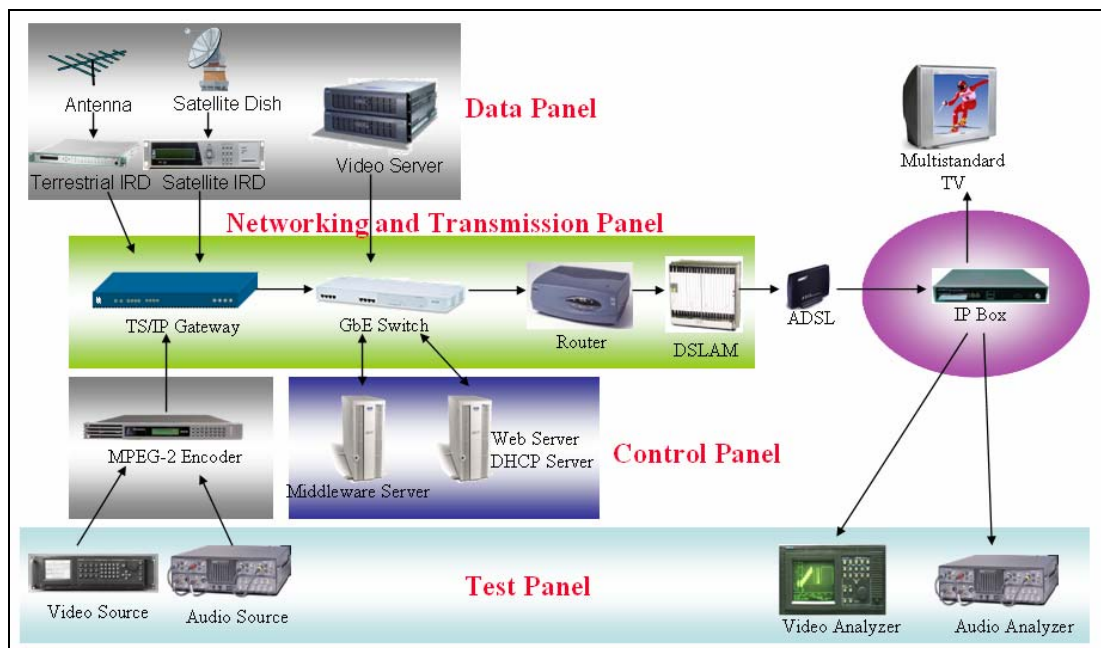 Antenna
Satellite Dish
Data Panel
Terrestrial IRD
Satellite IRD
Video Server
Multistandard
TV
Networking and Transmission Panel
TS/IP Gateway
GbE Switch
Router
DSLAM
ADSL
IP Box
MPEG-2 Encoder
Web Server
DHCP Server
Middleware Server
Control Panel
Test Panel
Video Source
Audio Source
Video Analyzer
Audio Analyzer